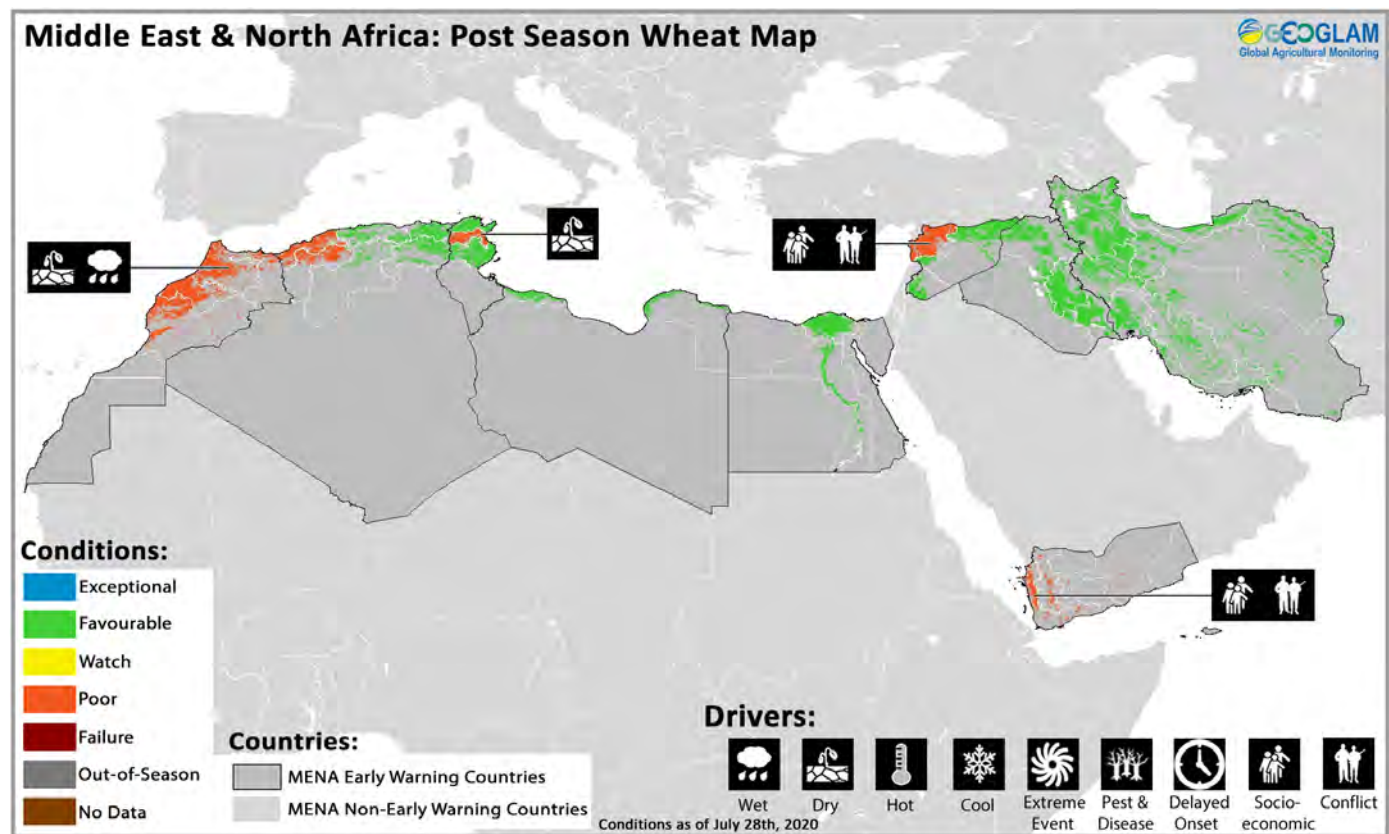 Middle East & North Africa: Post Season Wheat Map
GEOGLAM
Global Agricultural Monitoring
Conditions:
Exceptional
Favourable
Watch
Poor
Failure
Out-of-Season
No Data
Countries:
MENA Early Warning Countries
MENA Non-Early Warning Countries
Drivers:
Wet
Dry
Hot
Cool
Extreme
Event
Pest &
Disease
Delayed
Onset
Socio-
economic
Conflict
Conditions as of July 28th, 2020